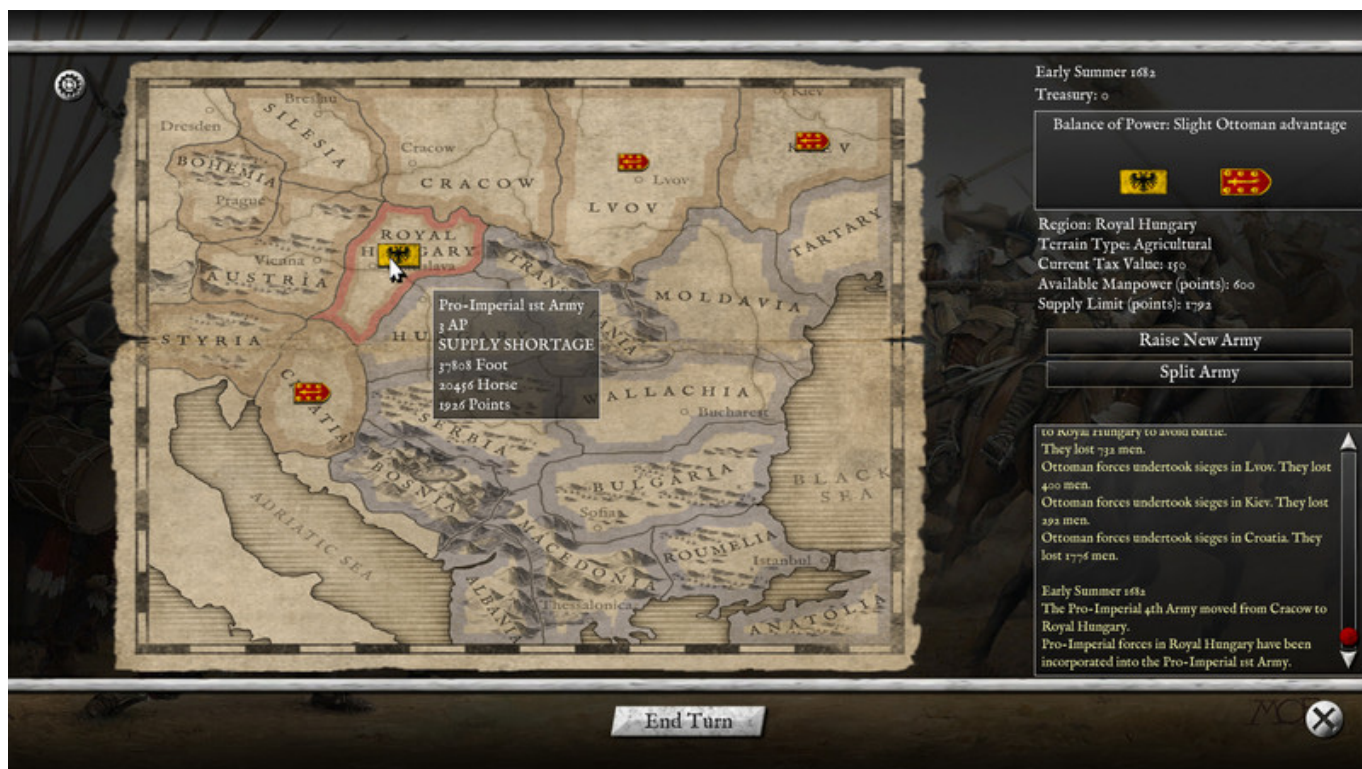 Early Summer 1682
Treasury: 0
Balance of Power: Slight Ottoman advantage
Region: Royal Hungary
Terrain Type: Agricultural
Current Tax Value: 150
Available Manpower (points): 600
Supply Limit (points): 1792
Raise New Army
Split Army
to Royal Hungary to avoid battle.
They lost 732 men.
Ottoman forces undertook sieges in Lvov. They lost
400 men.
Ottoman forces undertook sieges in Kiev. They lost
292 men.
Ottoman forces undertook sieges in Croatia. They
lost 1776 men.
Early Summer 1682
The Pro-Imperial 4th Army moved from Cracow to
Royal Hungary.
Pro-Imperial forces in Royal Hungary have been
incorporated into the Pro-Imperial 1st Army.
Breslau
SILESIA
Kiev
Dresden
BOHEMIA
Prague
Cracow
CRACOW
Lvov
LVOV
TARTARY
ROYAL
Vienna
AUSTRIA
MOLDAVIA
STYRIA
Pro-Imperial 1st Army
3 AP
SUPPLY SHORTAGE
37808 Foot
20456 Horse
1926 Points
WALLACHIA
Bucharest
SERBIA
BOSNIA
BULGARIA
Sofia
BLACK
SEA
ADRIATIC SEA
MACEDONIA
ROUMELIA
Istanbul
ALBANIA
Thessalonica
ANATOLIA
End Turn